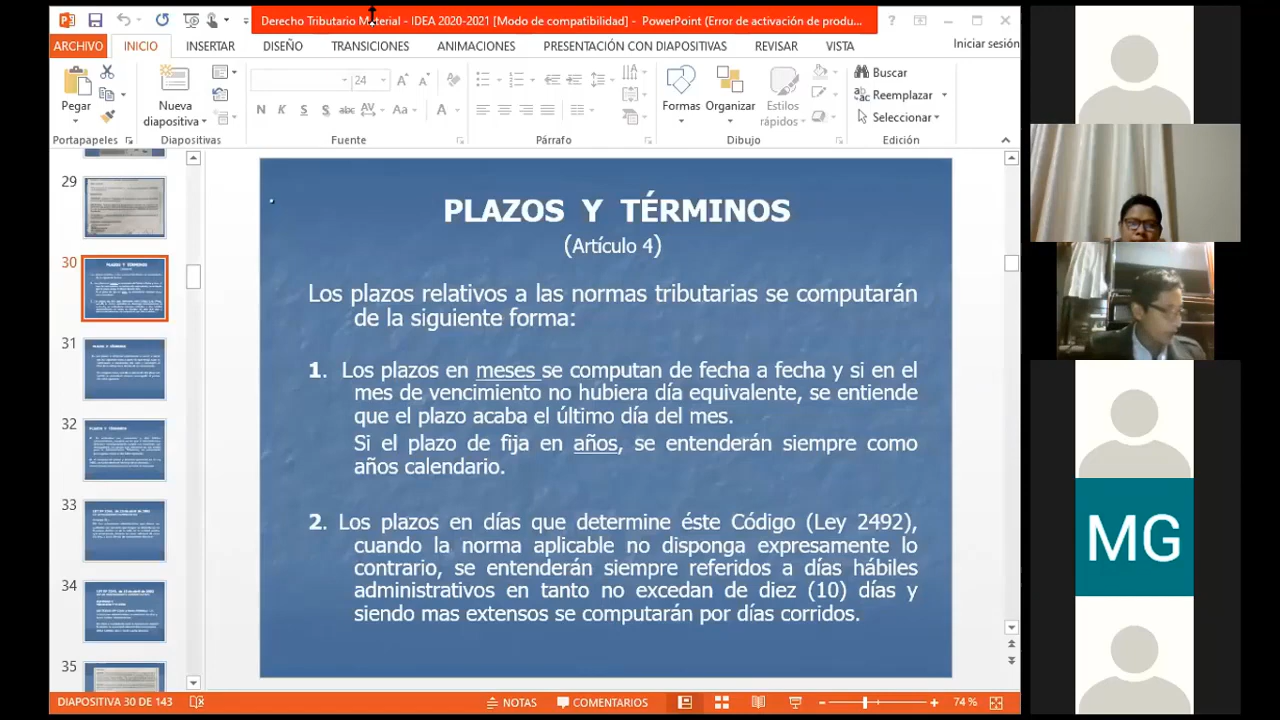 Derecho Tributario Material - IDEA 2020-2021 [Modo de compatibilidad] - PowerPoint (Error de activación de produ...
ARCHIVO INICIO INSERTAR DISEÑO TRANSICIONES ANIMACIONES PRESENTACIÓN CON DIAPOSITIVAS REVISAR VISTA Iniciar sesión
24
Pegar
Nueva diapositiva
N K S abc AV Aa A
Formas Organizar Estilos rápidos
Buscar
Reemplazar
Seleccionar
Portapapeles Diapositivas Fuente Párrafo Dibujo Edición
29
30
31
32
33
34
35
PLAZOS Y TÉRMINOS
(Artículo 4)
Los plazos relativos a las normas tributarias se computarán
de la siguiente forma:
1. Los plazos en meses se computan de fecha a fecha y si en el
mes de vencimiento no hubiera día equivalente, se entiende
que el plazo acaba el último día del mes.
Si el plazo de fija en años, se entenderán siempre como
años calendario.
2. Los plazos en días que determine éste Código (Ley 2492),
cuando la norma aplicable no disponga expresamente lo
contrario, se entenderán siempre referidos a días hábiles
administrativos en tanto no excedan de diez (10) días y
siendo mas extenso se computarán por días corridos.
MG
DIAPOSITIVA 30 DE 143 NOTAS COMENTARIOS 74 %